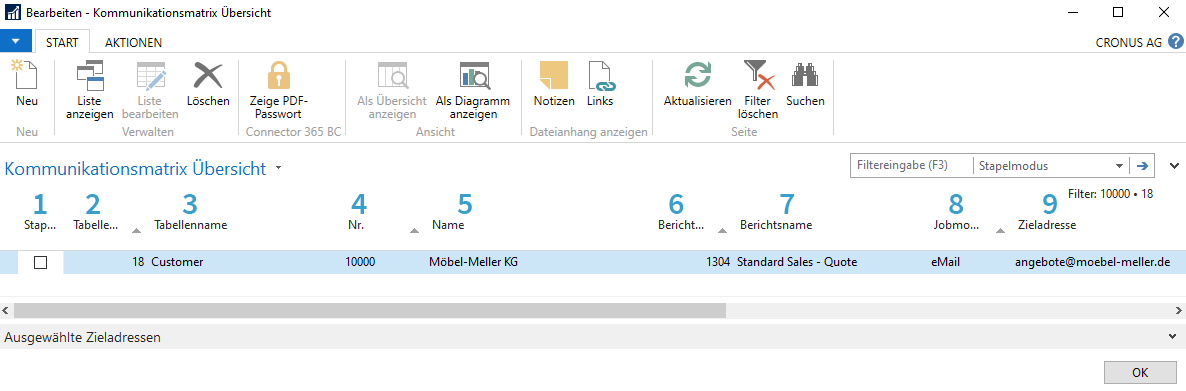 Bearbeiten - Kommunikationsmatrix Übersicht
START AKTIONEN CRONUS AG ?
Neu Liste anzeigen Liste bearbeiten Löschen Zeige PDF-Passwort Als Übersicht anzeigen Als Diagramm anzeigen Notizen Links Aktualisieren Filter löschen Suchen
Neu Verwalten Connector 365 BC Ansicht Dateianhang anzeigen Seite
Kommunikationsmatrix Übersicht Filtereingabe (F3) Stapelmodus
Filter: 10000 • 18
1 2 3 4 5 6 7 8 9
Stap... Tabelle... Tabellenname Nr. Name Bericht... Berichtsname Jobmo... Zieladresse
18 Customer 10000 Möbel-Meller KG 1304 Standard Sales - Quote eMail angebote@moebel-meller.de
Ausgewählte Zieladressen
OK